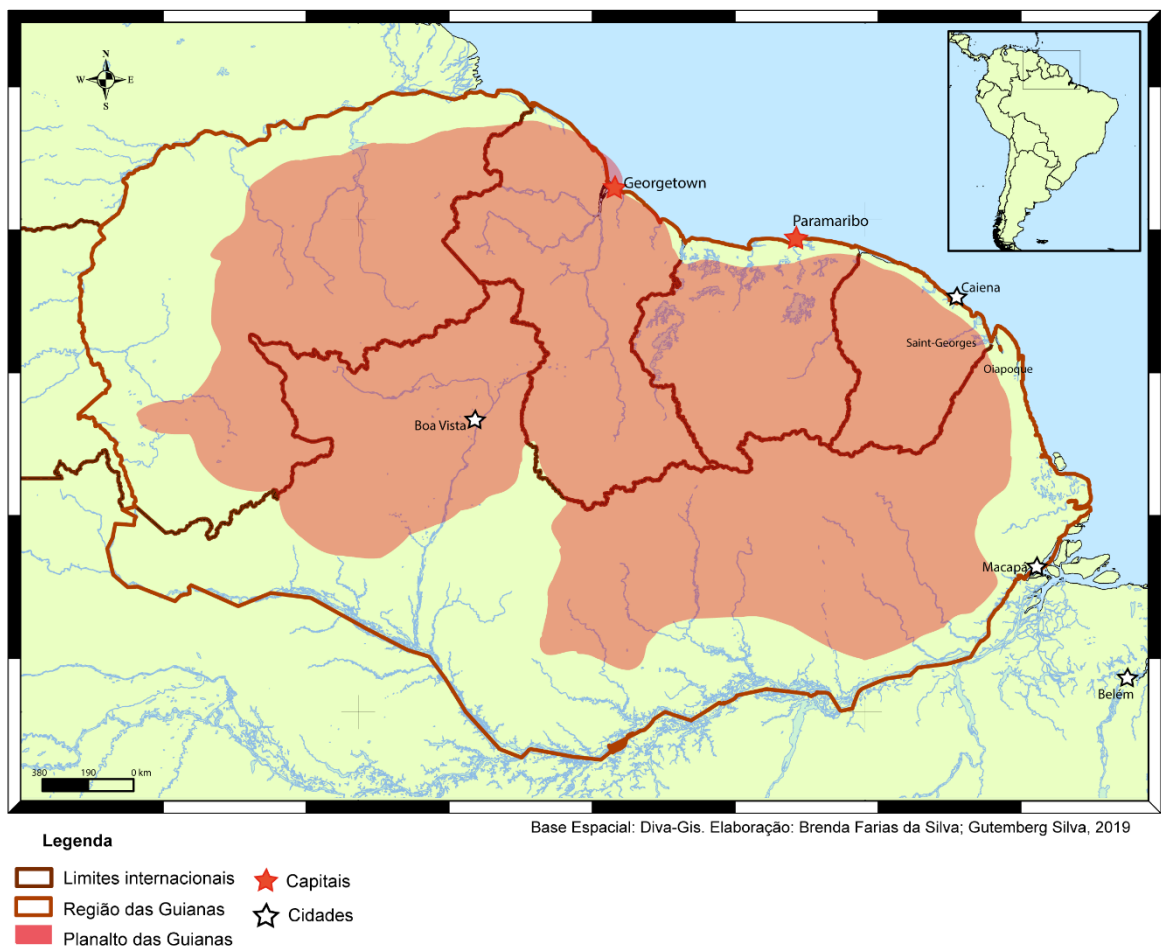 N
W E
S
Georgetown
Paramaribo
Caiena
Saint-Georges
Oiapoque
Boa Vista
Macapá
Belém
380 190 0 km
Base Espacial: Diva-Gis. Elaboração: Brenda Farias da Silva; Gutemberg Silva, 2019
Legenda
Limites internacionais
Capitais
Região das Guianas
Cidades
Planalto das Guianas